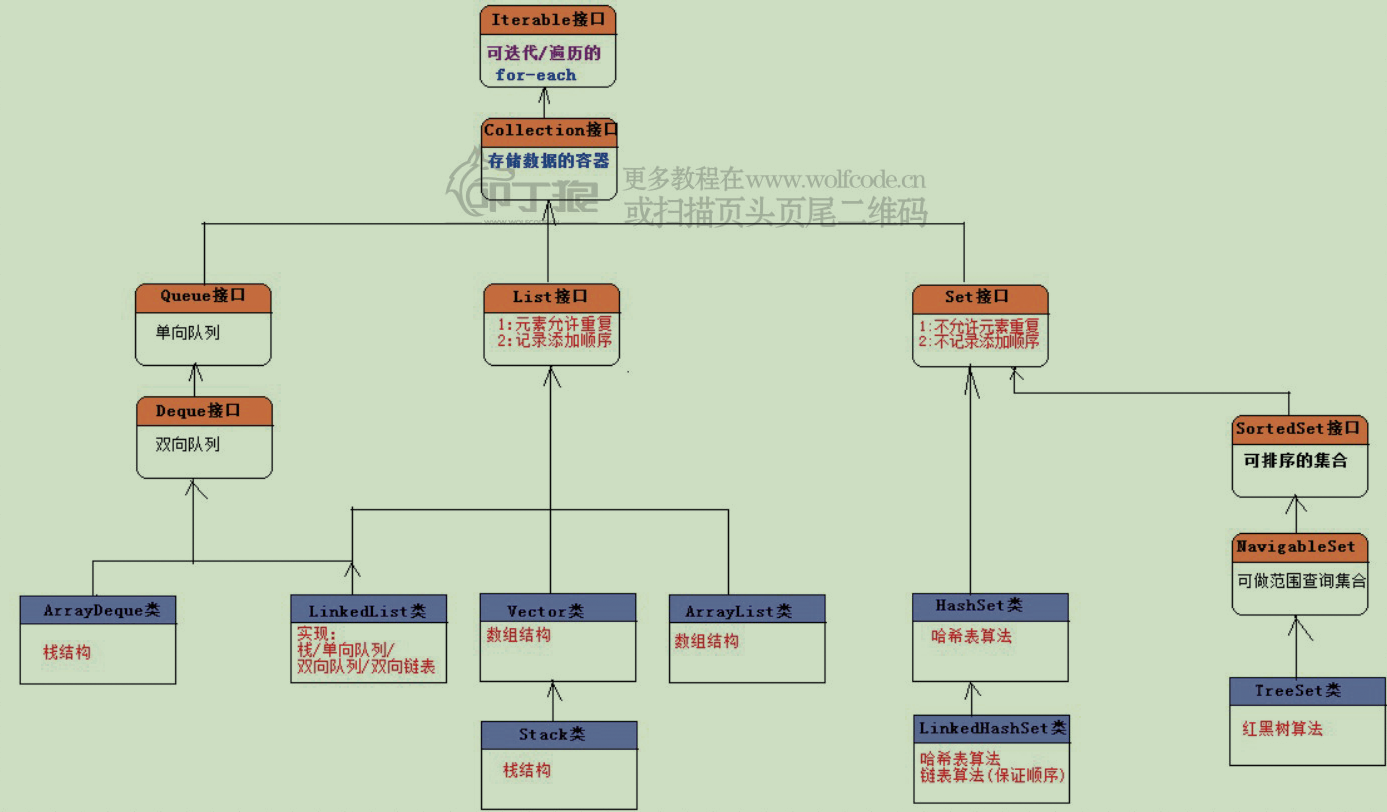 Iterable接口
可迭代/遍历的
for-each
Collection接口
存储数据的容器
叩丁狼
更多教程在www.wolfcode.cn
或扫描页头页尾二维码
Queue接口
单向队列
List接口
1:元素允许重复
2:记录添加顺序
Set接口
1:不允许元素重复
2:不记录添加顺序
Deque接口
双向队列
SortedSet接口
可排序的集合
NavigableSet
可做范围查询集合
ArrayDeque类
栈结构
LinkedList类
实现:
栈/单向队列/
双向队列/双向链表
Vector类
数组结构
ArrayList类
数组结构
HashSet类
哈希表算法
TreeSet类
红黑树算法
Stack类
栈结构
LinkedHashSet类
哈希表算法
链表算法(保证顺序)